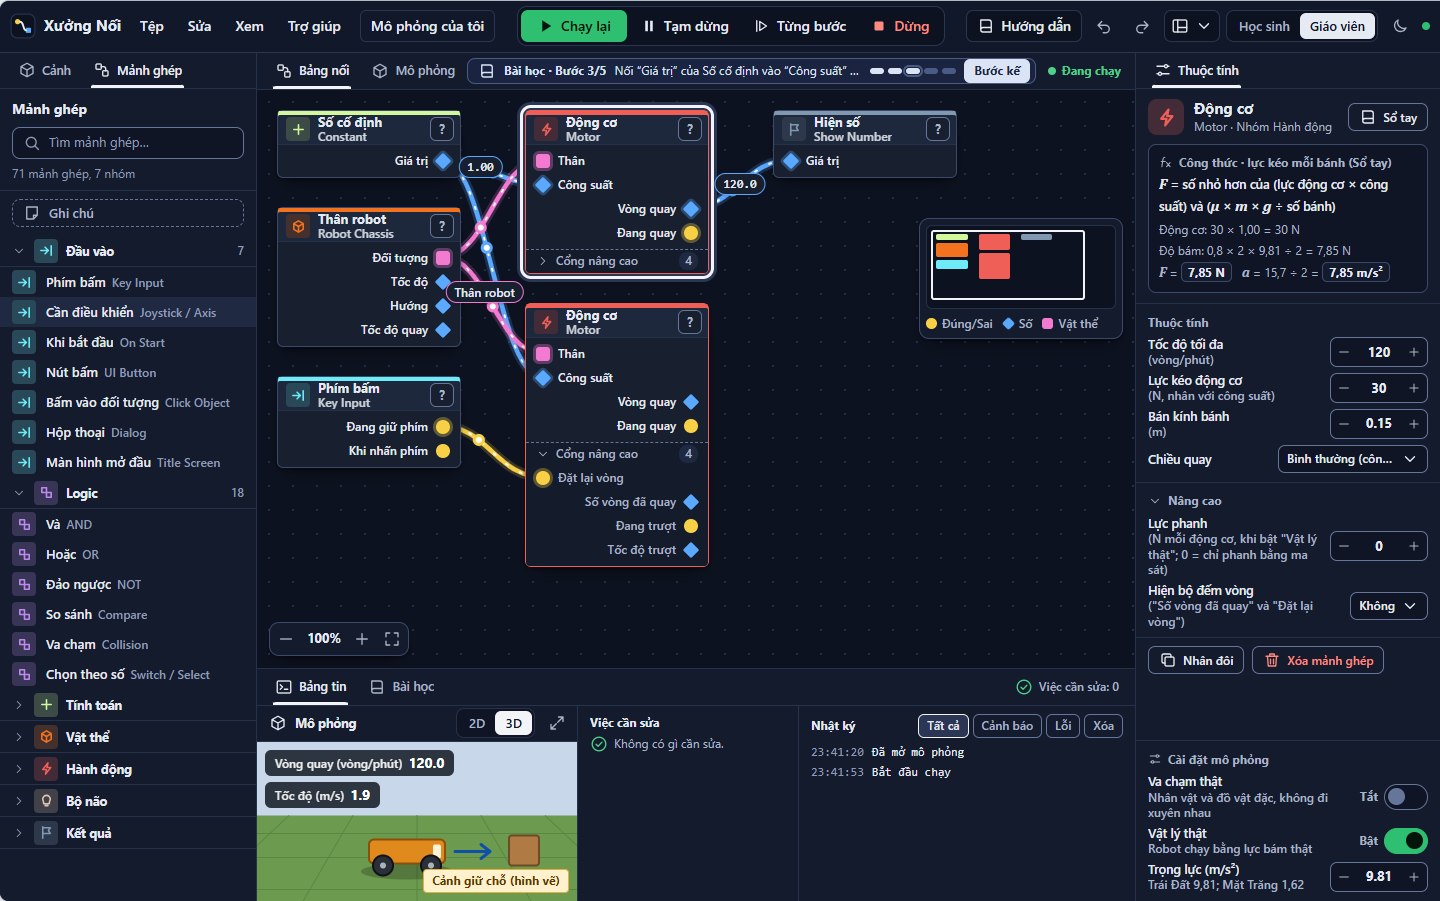 Xưởng Nối
Tệp
Sửa
Xem
Trợ giúp
Mô phỏng của tôi
Chạy lại
Tạm dừng
Từng bước
Dừng
Hướng dẫn
Học sinh
Giáo viên
Cảnh
Mảnh ghép
Mảnh ghép
Tìm mảnh ghép...
71 mảnh ghép, 7 nhóm
Ghi chú
Đầu vào 7
Phím bấm Key Input
Cần điều khiển Joystick / Axis
Khi bắt đầu On Start
Nút bấm UI Button
Bấm vào đối tượng Click Object
Hộp thoại Dialog
Màn hình mở đầu Title Screen
Logic 18
Và AND
Hoặc OR
Đảo ngược NOT
So sánh Compare
Va chạm Collision
Chọn theo số Switch / Select
Tính toán
Vật thể
Hành động
Bộ não
Kết quả
Bảng nối
Mô phỏng
Bài học · Bước 3/5 Nối “Giá trị” của Số cố định vào “Công suất” ...
Bước kế
Đang chạy
Số cố định
Constant
?
Giá trị
1.00
Thân robot
Robot Chassis
?
Đối tượng
Tốc độ
Hướng
Tốc độ quay
Thân robot
Phím bấm
Key Input
?
Đang giữ phím
Khi nhấn phím
Động cơ
Motor
?
Thân
Công suất
Vòng quay
Đang quay
Cổng nâng cao 4
120.0
Động cơ
Motor
?
Thân
Công suất
Vòng quay
Đang quay
Cổng nâng cao 4
Đặt lại vòng
Số vòng đã quay
Đang trượt
Tốc độ trượt
Hiện số
Show Number
?
Giá trị
Đúng/Sai
Số
Vật thể
100%
Bảng tin
Bài học
Việc cần sửa: 0
Mô phỏng
2D
3D
Vòng quay (vòng/phút) 120.0
Tốc độ (m/s) 1.9
Cảnh giữ chỗ (hình vẽ)
Việc cần sửa
Không có gì cần sửa.
Nhật ký
Tất cả
Cảnh báo
Lỗi
Xóa
23:41:20 Đã mở mô phỏng
23:41:53 Bắt đầu chạy
Thuộc tính
Động cơ
Motor · Nhóm Hành động
Sổ tay
Công thức · lực kéo mỗi bánh (Sổ tay)
F = số nhỏ hơn của (lực động cơ × công
suất) và (μ × m × g ÷ số bánh)
Động cơ: 30 × 1,00 = 30 N
Độ bám: 0,8 × 2 × 9,81 ÷ 2 = 7,85 N
F = 7,85 N a = 15,7 ÷ 2 = 7,85 m/s²
Thuộc tính
Tốc độ tối đa
(vòng/phút)
120
Lực kéo động cơ
(N, nhân với công suất)
30
Bán kính bánh
(m)
0.15
Chiều quay
Bình thường (côn...
Nâng cao
Lực phanh
(N mỗi động cơ, khi bật "Vật lý
thật"; 0 = chỉ phanh bằng ma
sát)
0
Hiện bộ đếm vòng
("Số vòng đã quay" và "Đặt lại
vòng")
Không
Nhân đôi
Xóa mảnh ghép
Cài đặt mô phỏng
Va chạm thật
Nhân vật và đồ vật đặc, không đi
xuyên nhau
Tắt
Vật lý thật
Robot chạy bằng lực bám thật
Bật
Trọng lực (m/s²)
Trái Đất 9,81; Mặt Trăng 1,62
9.81